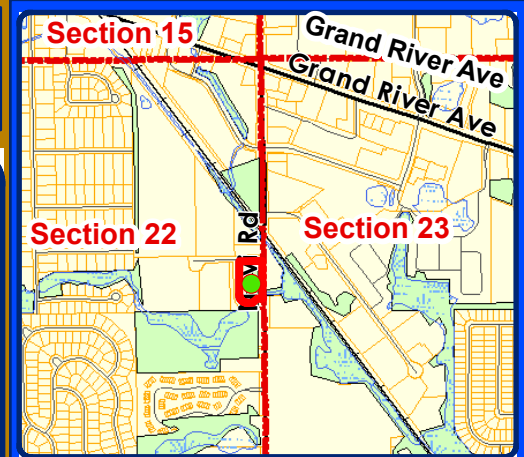 Section 15
Grand River Ave
Grand River Ave
Section 22
Rd
Section 23